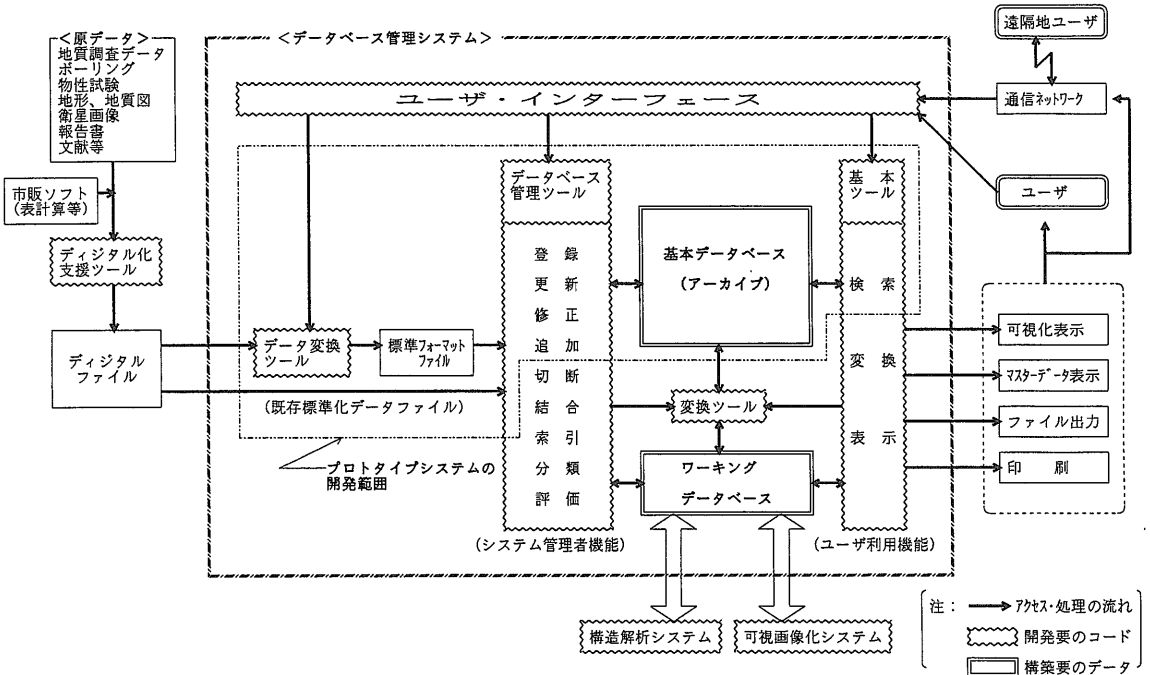 ＜原データ＞
地質調査データ
ボーリング
物性試験
地形、地質図
衛星画像
報告書
文献等
市販ソフト
(表計算等)
ディジタル化
支援ツール
ディジタル
ファイル
＜データベース管理システム＞
ユーザ・インターフェース
データ変換
ツール
標準フォーマット
ファイル
(既存標準化データファイル)
プロトタイプシステムの
開発範囲
データベース
管理ツール
登 録
更 新
修 正
追 加
切 断
結 合
索 引
分 類
評 価
(システム管理者機能)
基本データベース
(アーカイブ)
変換ツール
ワーキング
データベース
基 本
ツール
検 索
変 換
表 示
(ユーザ利用機能)
構造解析システム
可視画像化システム
遠隔地ユーザ
通信ネットワーク
ユーザ
可視化表示
マスターデータ表示
ファイル出力
印 刷
注： アクセス・処理の流れ
開発要のコード
構築要のデータ